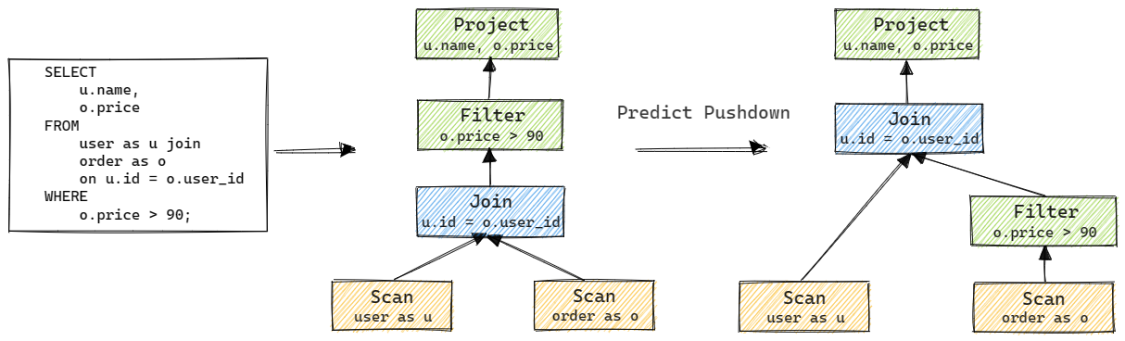 SELECT
u.name,
o.price
FROM
user as u join
order as o
on u.id = o.user_id
WHERE
o.price > 90;
Project
u.name, o.price
Filter
o.price > 90
Join
u.id = o.user_id
Scan
user as u
Scan
order as o
Predict Pushdown
Project
u.name, o.price
Join
u.id = o.user_id
Filter
o.price > 90
Scan
user as u
Scan
order as o